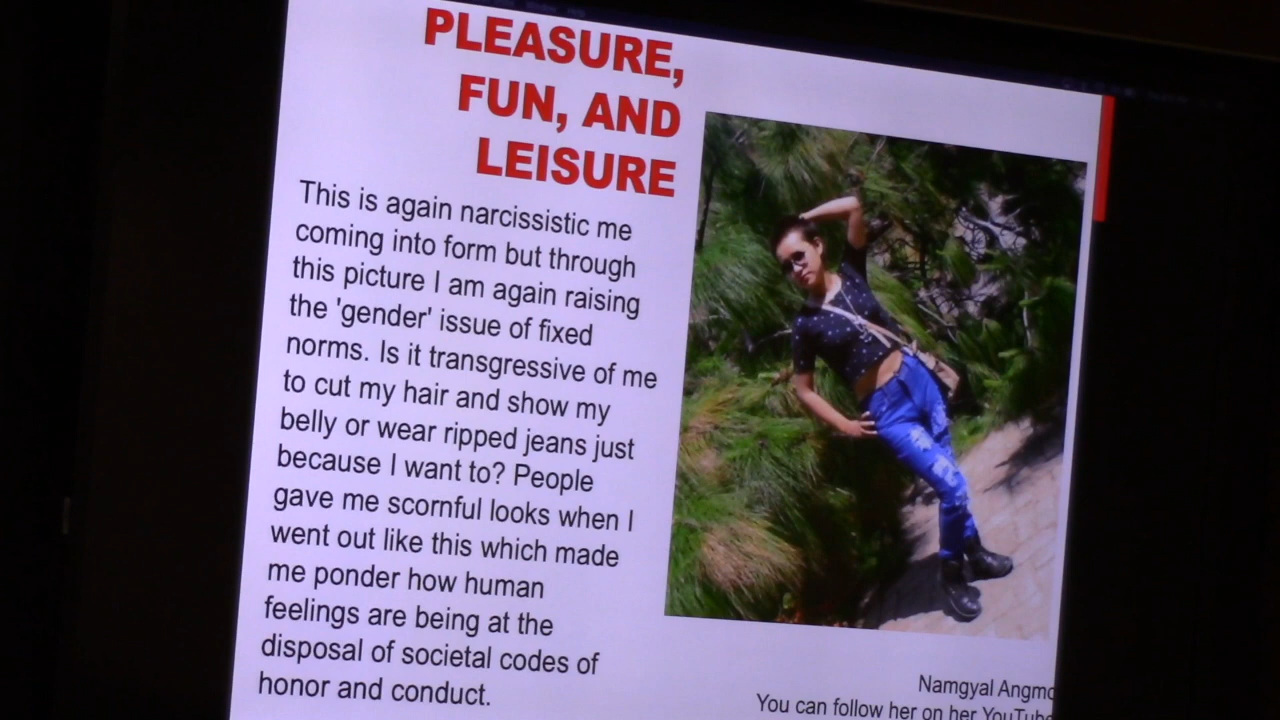 PLEASURE,
FUN, AND
LEISURE
This is again narcissistic me
coming into form but through
this picture I am again raising
the 'gender' issue of fixed
norms. Is it transgressive of me
to cut my hair and show my
belly or wear ripped jeans just
because I want to? People
gave me scornful looks when I
went out like this which made
me ponder how human
feelings are being at the
disposal of societal codes of
honor and conduct.
Namgyal Angmo
You can follow her on her YouTube